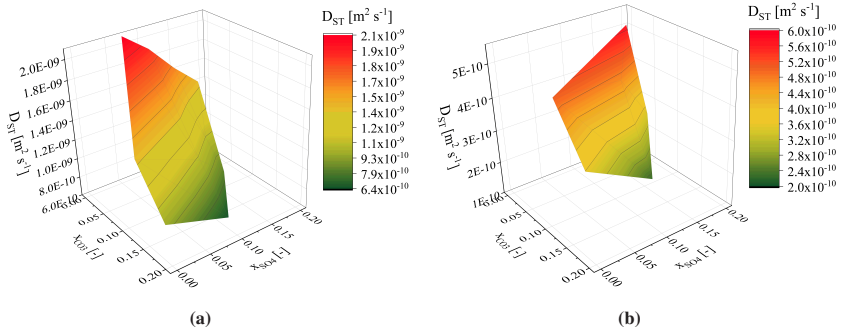 D_ST [m² s⁻¹]
2.1x10⁻⁹
1.9x10⁻⁹
1.7x10⁻⁹
1.6x10⁻⁹
1.4x10⁻⁹
1.2x10⁻⁹
1.1x10⁻⁹
9.3x10⁻¹⁰
7.9x10⁻¹⁰
6.4x10⁻¹⁰
2.0E-09
1.8E-09
1.6E-09
1.4E-09
1.2E-09
1.0E-09
8.0E-10
6.0E-10
D_ST [m² s⁻¹]
0.00
0.05
0.10
0.15
0.20
x_CO3 [-]
0.00
0.05
0.10
0.15
0.20
x_SO4 [-]
(a)
D_ST [m² s⁻¹]
6.0x10⁻¹⁰
5.6x10⁻¹⁰
5.2x10⁻¹⁰
4.8x10⁻¹⁰
4.4x10⁻¹⁰
4.0x10⁻¹⁰
3.6x10⁻¹⁰
3.2x10⁻¹⁰
2.8x10⁻¹⁰
2.4x10⁻¹⁰
2.0x10⁻¹⁰
5E-10
4E-10
3E-10
2E-10
1E-10
D_ST [m² s⁻¹]
0.00
0.05
0.10
0.15
0.20
x_CO3 [-]
0.00
0.05
0.10
0.15
0.20
x_SO4 [-]
(b)